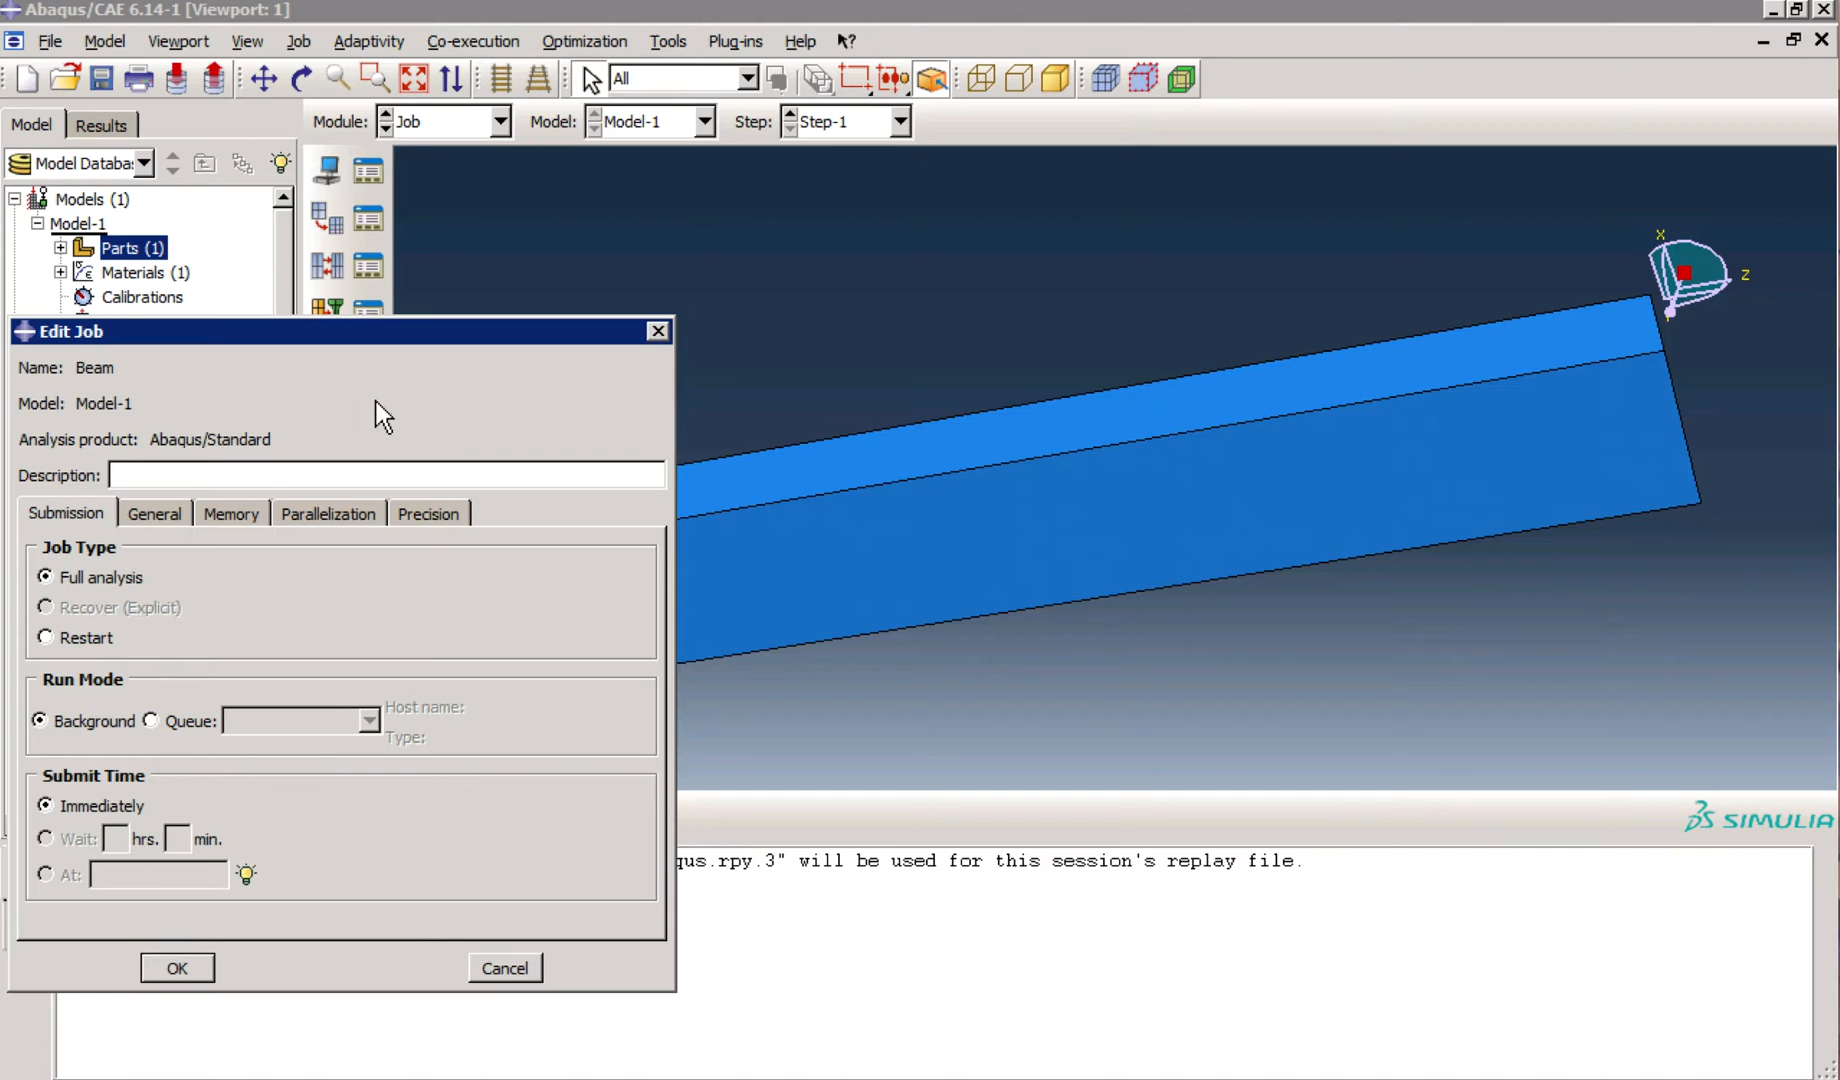 Abaqus/CAE 6.14-1 [Viewport: 1]
File Model Viewport View Job Adaptivity Co-execution Optimization Tools Plug-ins Help
All
Model Results
Module: Job Model: Model-1 Step: Step-1
Model Databa:
Models (1)
Model-1
Parts (1)
Materials (1)
Calibrations
X
Z
Edit Job
Name: Beam
Model: Model-1
Analysis product: Abaqus/Standard
Description:
Submission General Memory Parallelization Precision
Job Type
Full analysis
Recover (Explicit)
Restart
Run Mode
Background Queue: Host name:
Type:
Submit Time
Immediately
Wait: hrs. min.
At:
OK Cancel
SIMULIA
qus.rpy.3" will be used for this session's replay file.